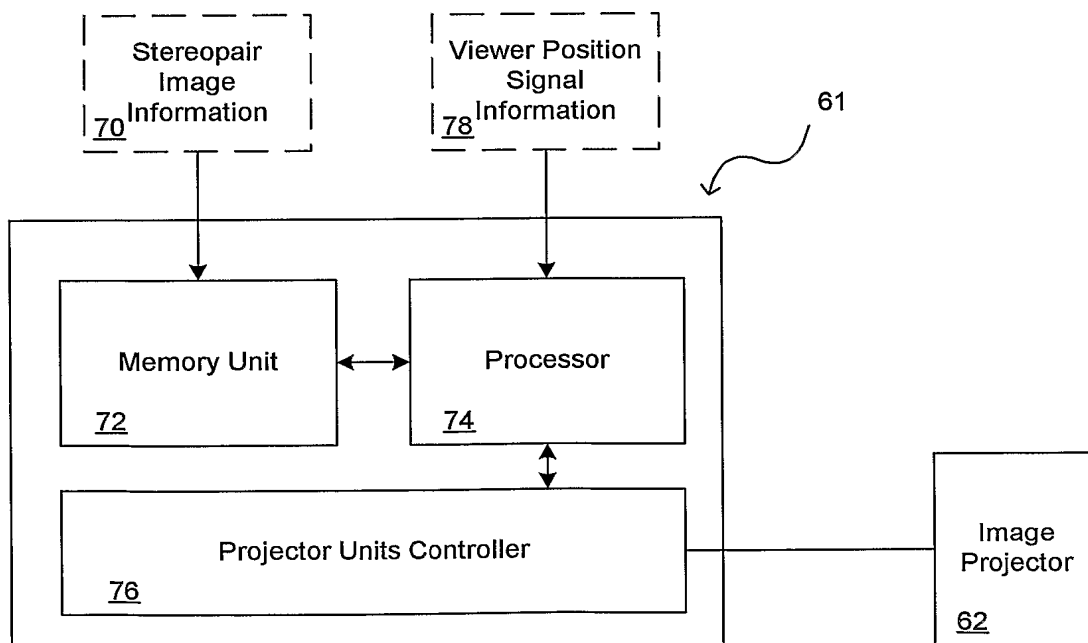 Stereopair
Image
Information
70
Viewer Position
Signal
Information
78
61
Memory Unit
72
Processor
74
Projector Units Controller
76
Image
Projector
62